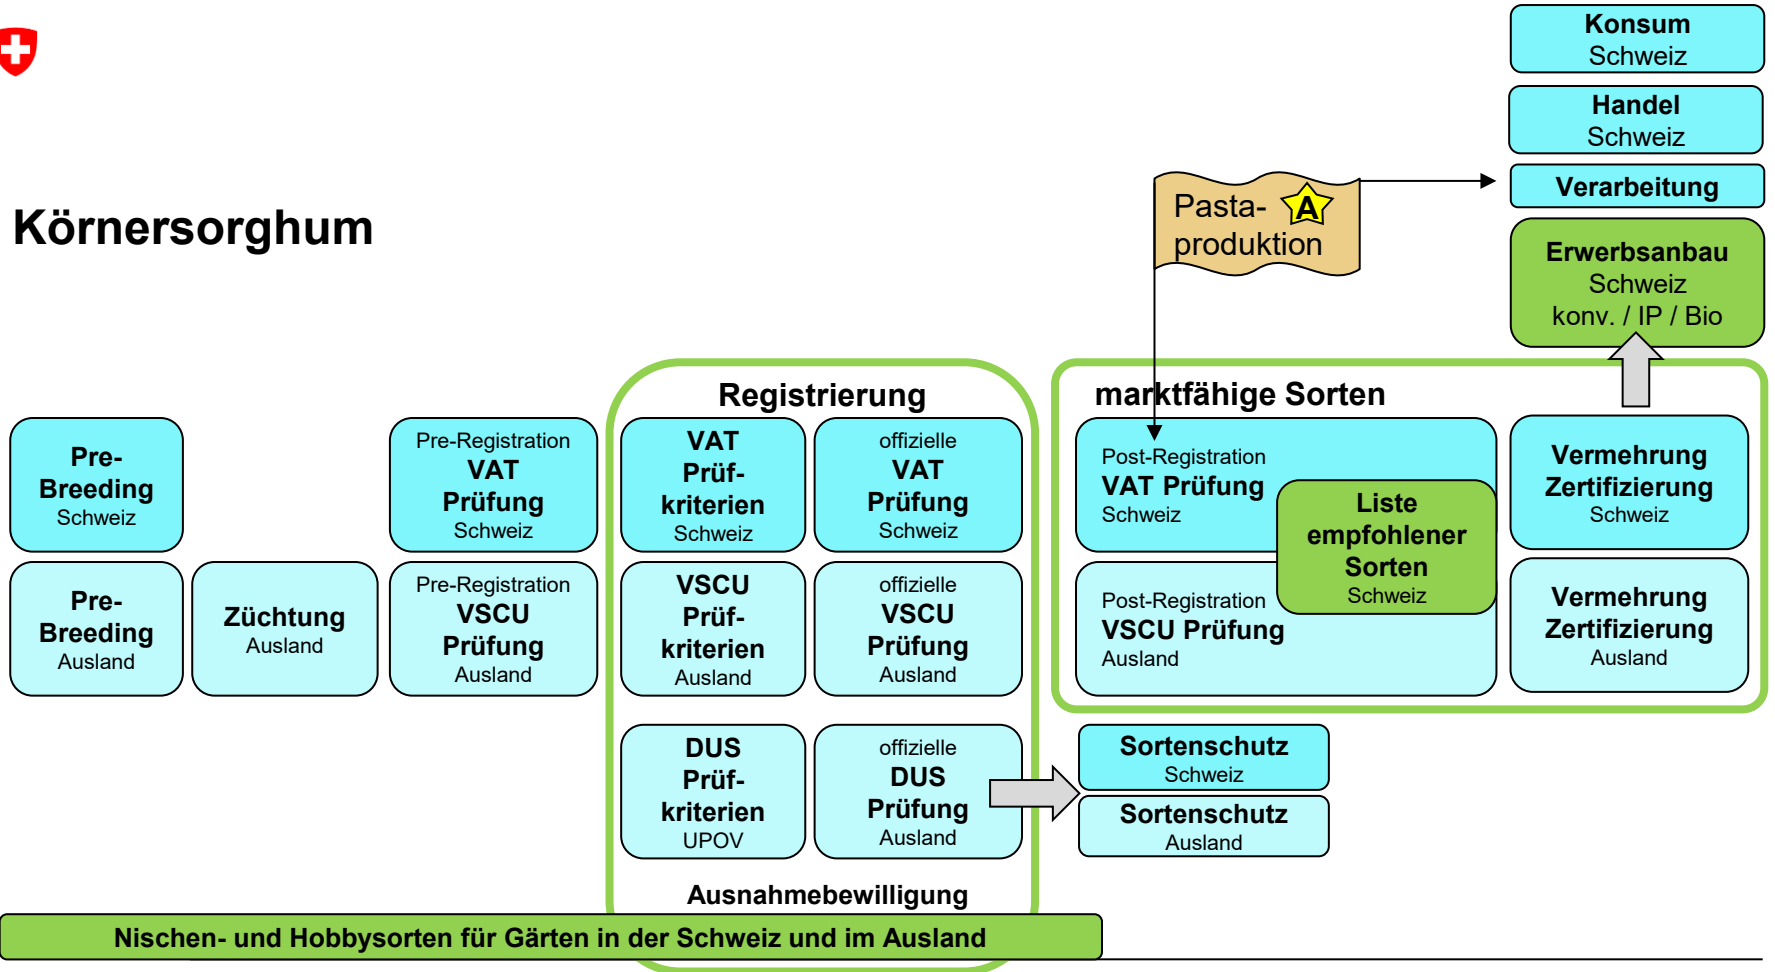 Konsum
Schweiz
Handel
Schweiz
Verarbeitung
Erwerbsanbau
Schweiz
konv. / IP / Bio
Körnersorghum
Pasta-
A
produktion
Registrierung
marktfähige Sorten
Pre-
Breeding
Schweiz
Pre-Registration
VAT
Prüfung
Schweiz
VAT
Prüf-
kriterien
Schweiz
offizielle
VAT
Prüfung
Schweiz
Post-Registration
VAT Prüfung
Schweiz
Liste
empfohlener
Sorten
Schweiz
Vermehrung
Zertifizierung
Schweiz
Pre-
Breeding
Ausland
Züchtung
Ausland
Pre-Registration
VSCU
Prüfung
Ausland
VSCU
Prüf-
kriterien
Ausland
offizielle
VSCU
Prüfung
Ausland
Post-Registration
VSCU Prüfung
Ausland
Vermehrung
Zertifizierung
Ausland
DUS
Prüf-
kriterien
UPOV
offizielle
DUS
Prüfung
Ausland
Sortenschutz
Schweiz
Sortenschutz
Ausland
Ausnahmebewilligung
Nischen- und Hobbysorten für Gärten in der Schweiz und im Ausland